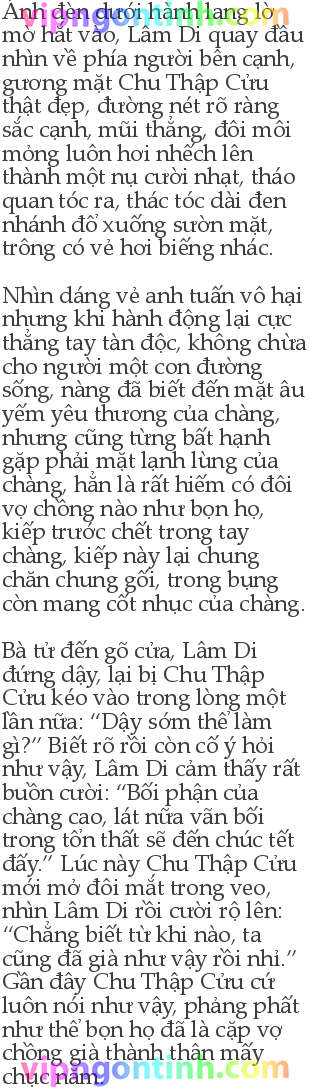 Ánh đèn dưới hành lang lờ
mờ hắt vào, Lâm Di quay đầu
nhìn về phía người bên cạnh,
gương mặt Chu Thập Cửu
thật đẹp, đường nét rõ ràng
sắc cạnh, mũi thẳng, đôi môi
mỏng luôn hơi nhếch lên
thành một nụ cười nhạt, tháo
quan tóc ra, thác tóc dài đen
nhánh đổ xuống sườn mặt,
trông có vẻ hơi biếng nhác.
Nhìn dáng vẻ anh tuấn vô hại
nhưng khi hành động lại cực
thẳng tay tàn độc, không chừa
cho người một con đường
sống, nàng đã biết đến mặt âu
yếm yêu thương của chàng,
nhưng cũng từng bất hạnh
gặp phải mặt lạnh lùng của
chàng, hẳn là rất hiếm có đôi
vợ chồng nào như bọn họ,
kiếp trước chết trong tay
chàng, kiếp này lại chung
chăn chung gối, trong bụng
còn mang cốt nhục của chàng.
Bà tử đến gõ cửa, Lâm Di
đứng dậy, lại bị Chu Thập
Cửu kéo vào trong lòng một
lần nữa: “Dậy sớm thế làm
gì?” Biết rõ rồi còn cố ý hỏi
như vậy, Lâm Di cảm thấy rất
buồn cười: “Bối phận của
chàng cao, lát nữa vãn bối
trong tổn thất sẽ đến chúc tết
đấy.” Lúc này Chu Thập Cửu
mới mở đôi mắt trong veo,
nhìn Lâm Di rồi cười rộ lên:
“Chẳng biết từ khi nào, ta
cũng đã già như vậy rồi nhỉ.”
Gần đây Chu Thập Cửu cứ
luôn nói như vậy, phảng phất
như thể bọn họ đã là cặp vợ
chồng già thành thân mấy
chục năm.
vipngontinh.com
vipngontinh.com
vipngontinh.com